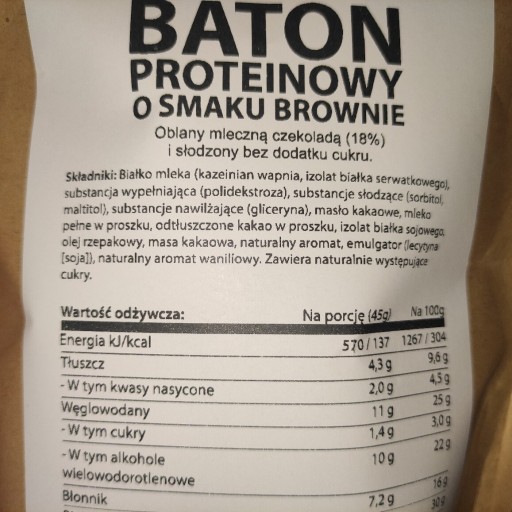 BATON
PROTEINOWY
O SMAKU BROWNIE
Oblany mleczną czekoladą (18%)
i słodzony bez dodatku cukru.
Składniki: Białko mleka (kazeinian wapnia, izolat białka serwatkowego),
substancja wypełniająca (polidekstroza), substancje słodzące (sorbitol,
maltitol), substancje nawilżające (gliceryna), masło kakaowe, mleko
pełne w proszku, odtłuszczone kakao w proszku, izolat białka sojowego,
olej rzepakowy, masa kakaowa, naturalny aromat, emulgator (lecytyna
[soja]), naturalny aromat waniliowy. Zawiera naturalnie występujące
cukry.
Wartość odżywcza: Na porcję (45g) Na 100g
Energia kJ/kcal 570/137 1267/304
Tłuszcz 4,3 g 9,6 g
- W tym kwasy nasycone 2,0 g 4,5 g
Węglowodany 11 g 25 g
- W tym cukry 1,4 g 3,0 g
- W tym alkohole 10 g 22 g
wielowodorotlenowe
Błonnik 7,2 g 16 g